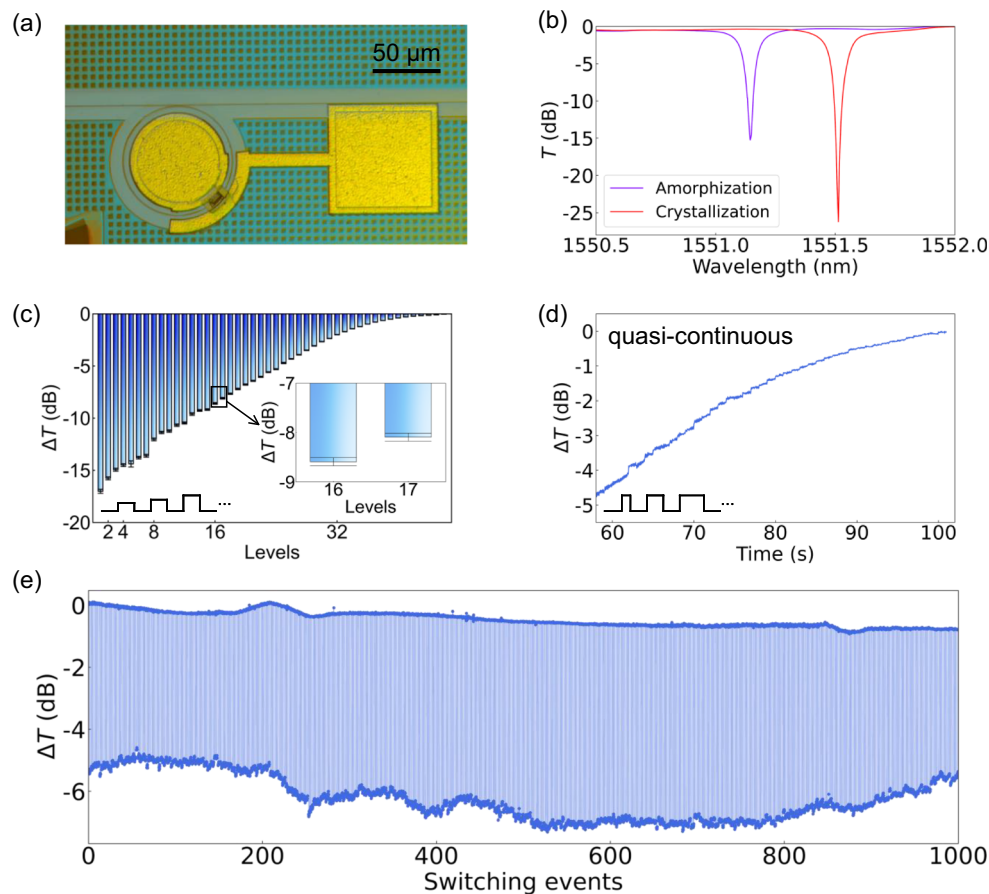 (a)
50 μm
(b)
0
-5
-10
-15
-20
-25
T (dB)
Amorphization
Crystallization
1550.5 1551.0 1551.5 1552.0
Wavelength (nm)
(c)
0
-5
-10
-15
-20
ΔT (dB)
2 4 8 16 32
Levels
...
-7
-8
-9
ΔT (dB)
16 17
Levels
(d)
quasi-continuous
0
-1
-2
-3
-4
-5
ΔT (dB)
...
60 70 80 90 100
Time (s)
(e)
0
-2
-4
-6
ΔT (dB)
0 200 400 600 800 1000
Switching events